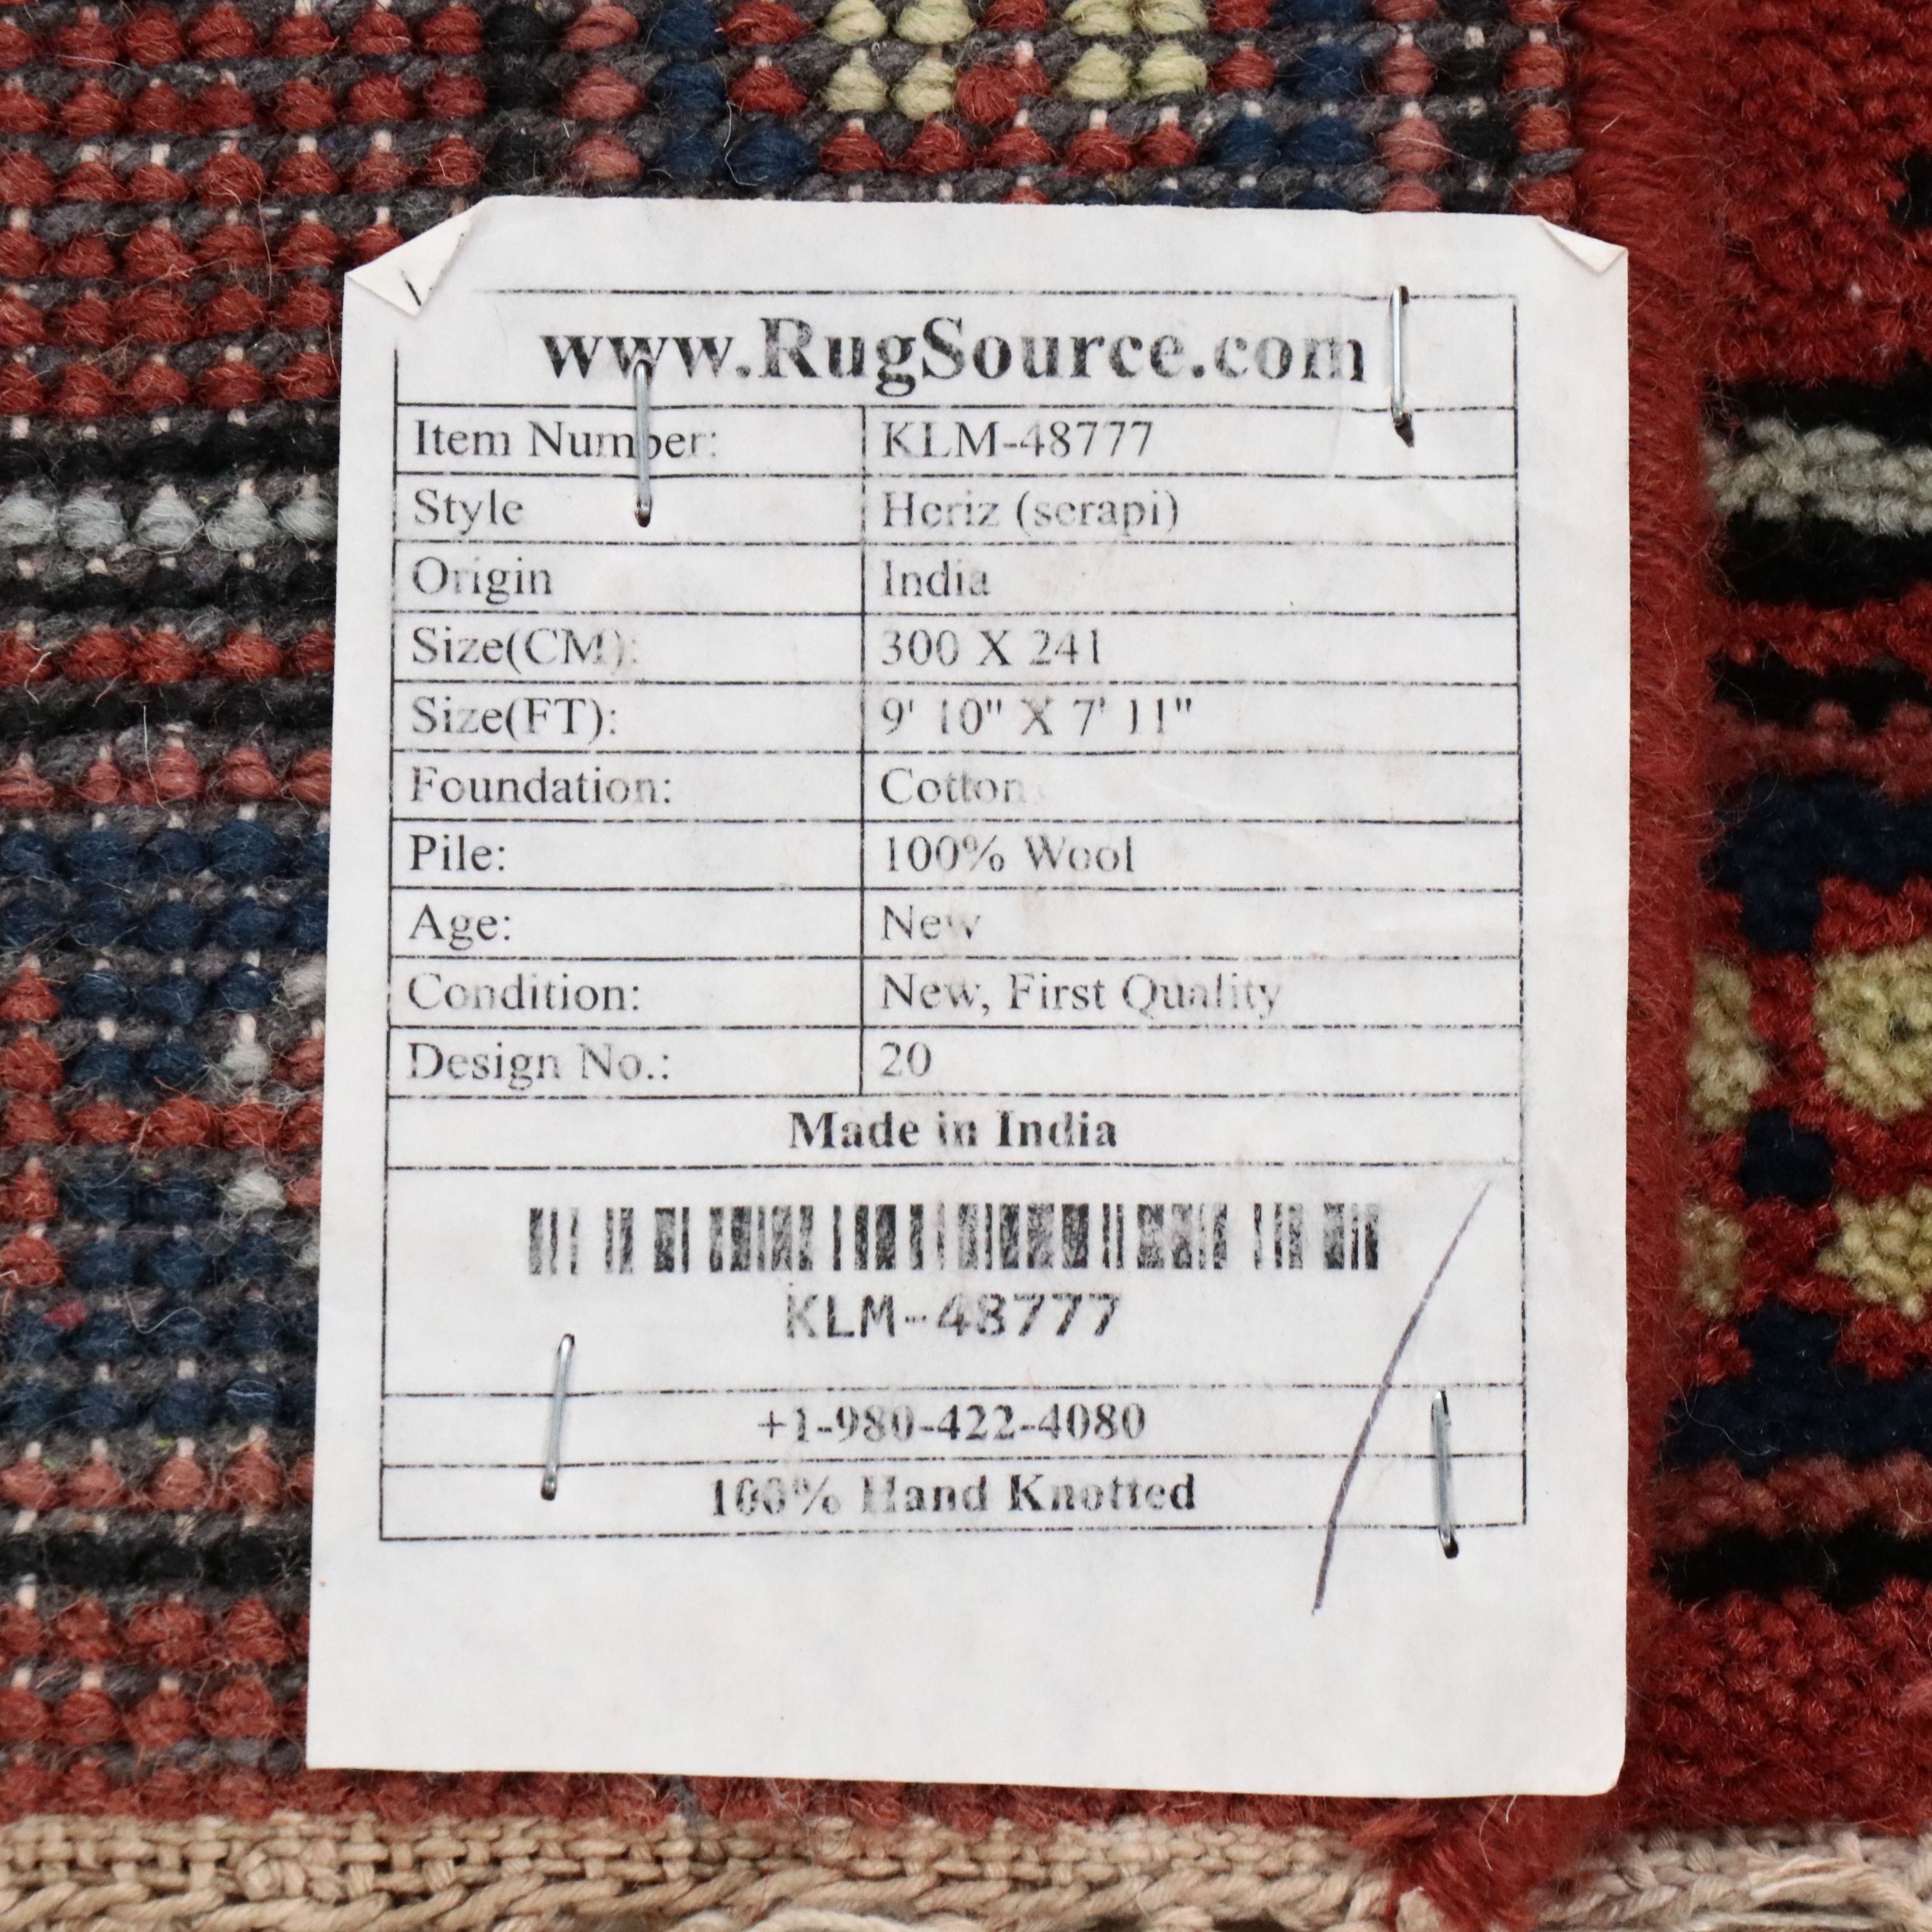 www.RugSource.com
Item Number: KLM-48777
Style Heriz (serapi)
Origin India
Size(CM): 300 X 241
Size(FT): 9' 10" X 7' 11"
Foundation: Cotton
Pile: 100% Wool
Age: New
Condition: New, First Quality
Design No.: 20
Made in India
KLM-48777
+1-980-422-4080
100% Hand Knotted